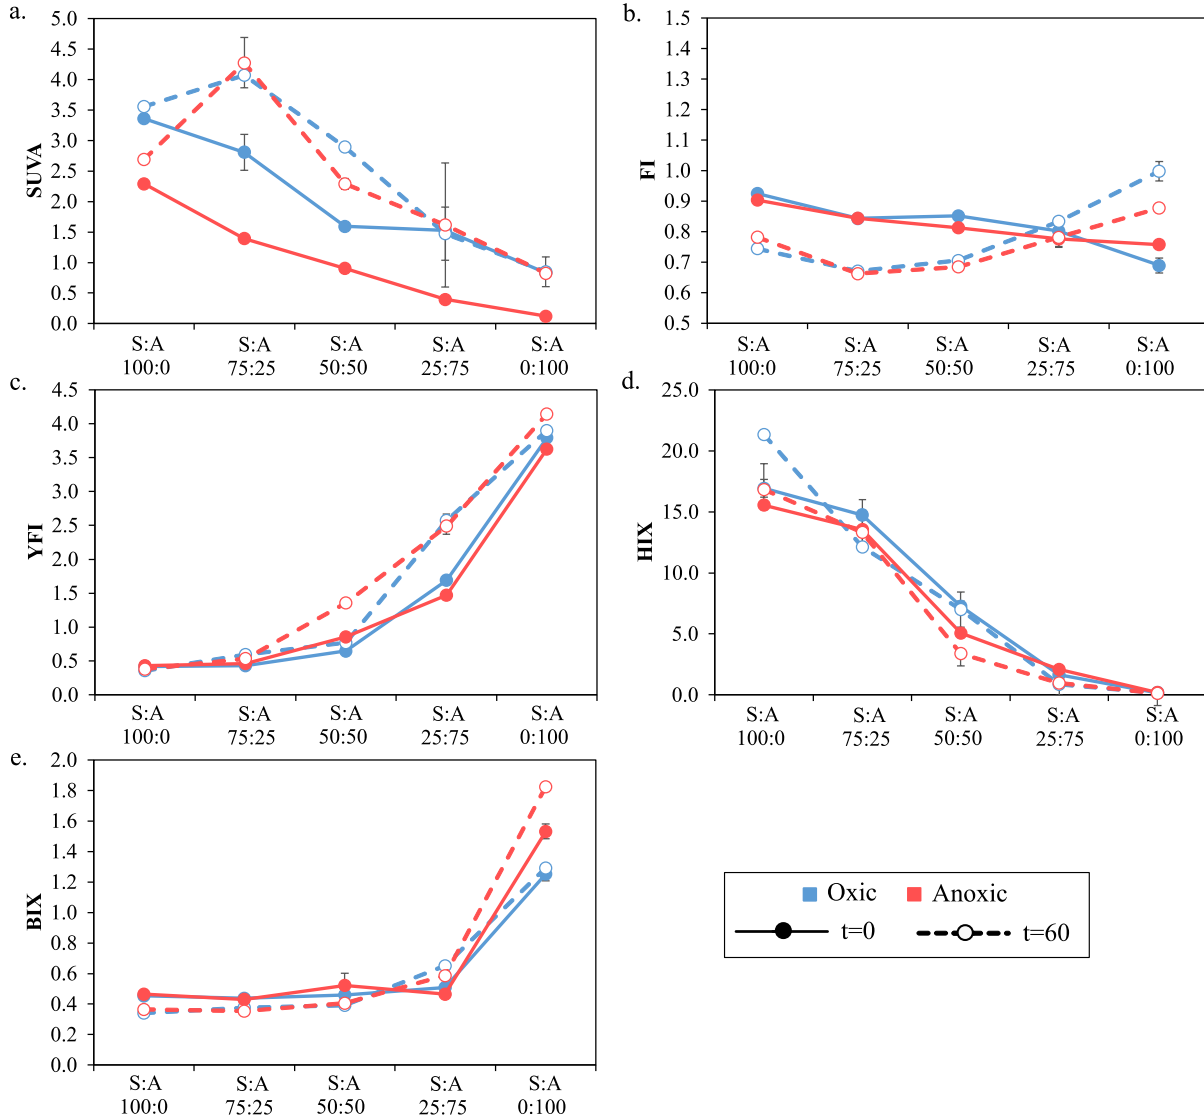 a.
5.0
4.5
4.0
3.5
3.0
2.5
2.0
1.5
1.0
0.5
0.0
SUVA
S:A S:A S:A S:A S:A
100:0 75:25 50:50 25:75 0:100
b.
1.5
1.4
1.3
1.2
1.1
1.0
0.9
0.8
0.7
0.6
0.5
FI
S:A S:A S:A S:A S:A
100:0 75:25 50:50 25:75 0:100
c.
4.5
4.0
3.5
3.0
2.5
2.0
1.5
1.0
0.5
0.0
YFI
S:A S:A S:A S:A S:A
100:0 75:25 50:50 25:75 0:100
d.
25.0
20.0
15.0
10.0
5.0
0.0
HIX
S:A S:A S:A S:A S:A
100:0 75:25 50:50 25:75 0:100
e.
2.0
1.8
1.6
1.4
1.2
1.0
0.8
0.6
0.4
0.2
0.0
BIX
S:A S:A S:A S:A S:A
100:0 75:25 50:50 25:75 0:100
Oxic Anoxic
t=0 t=60